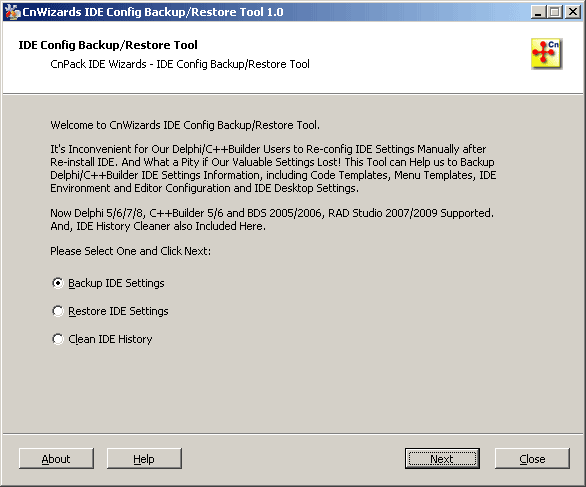 CnWizards IDE Config Backup/Restore Tool 1.0
IDE Config Backup/Restore Tool
Cn
CnPack IDE Wizards - IDE Config Backup/Restore Tool
Welcome to CnWizards IDE Config Backup/Restore Tool.
It's Inconvenient for Our Delphi/C++Builder Users to Re-config IDE Settings Manually after
Re-install IDE. And What a Pity if Our Valuable Settings Lost! This Tool can Help us to Backup
Delphi/C++Builder IDE Settings Information, including Code Templates, Menu Templates, IDE
Environment and Editor Configuration and IDE Desktop Settings.
Now Delphi 5/6/7/8, C++Builder 5/6 and BDS 2005/2006, RAD Studio 2007/2009 Supported.
And, IDE History Cleaner also Included Here.
Please Select One and Click Next:
Backup IDE Settings
Restore IDE Settings
Clean IDE History
About
Help
Next
Close